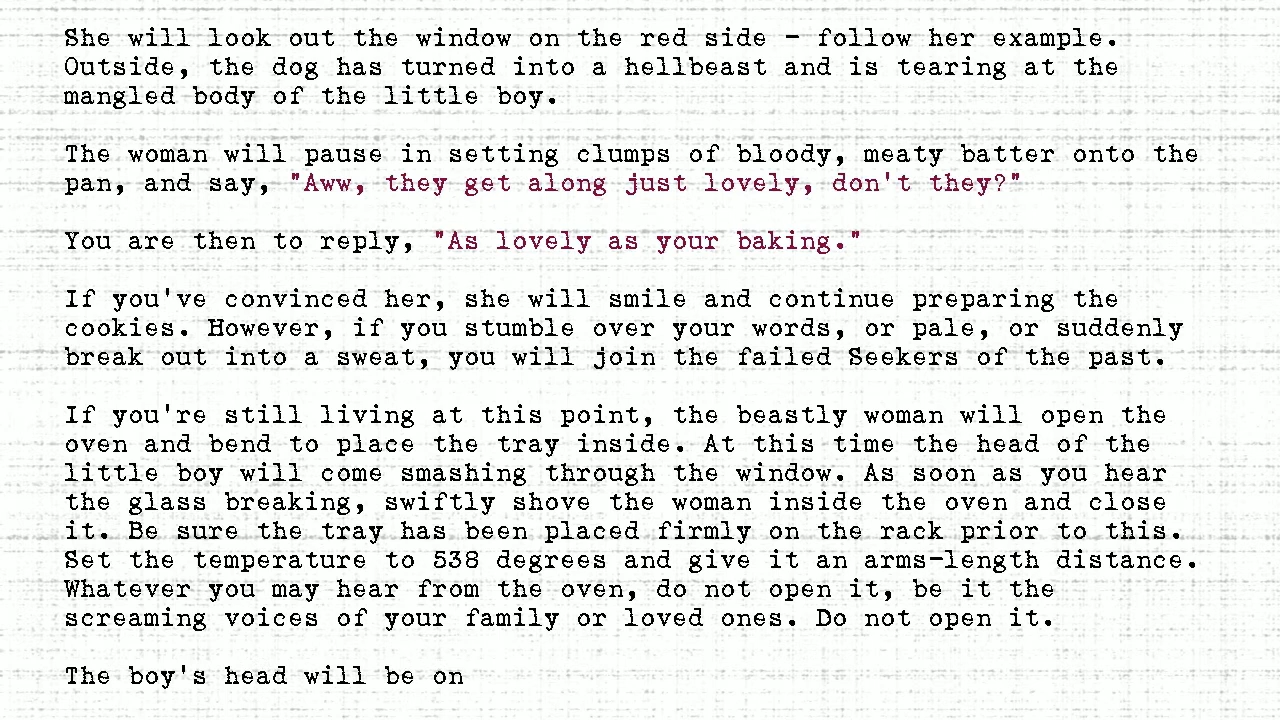 She will look out the window on the red side - follow her example.
Outside, the dog has turned into a hellbeast and is tearing at the
mangled body of the little boy.
The woman will pause in setting clumps of bloody, meaty batter onto the
pan, and say, "Aww, they get along just lovely, don't they?"
You are then to reply, "As lovely as your baking."
If you've convinced her, she will smile and continue preparing the
cookies. However, if you stumble over your words, or pale, or suddenly
break out into a sweat, you will join the failed Seekers of the past.
If you're still living at this point, the beastly woman will open the
oven and bend to place the tray inside. At this time the head of the
little boy will come smashing through the window. As soon as you hear
the glass breaking, swiftly shove the woman inside the oven and close
it. Be sure the tray has been placed firmly on the rack prior to this.
Set the temperature to 538 degrees and give it an arms-length distance.
Whatever you may hear from the oven, do not open it, be it the
screaming voices of your family or loved ones. Do not open it.
The boy's head will be on